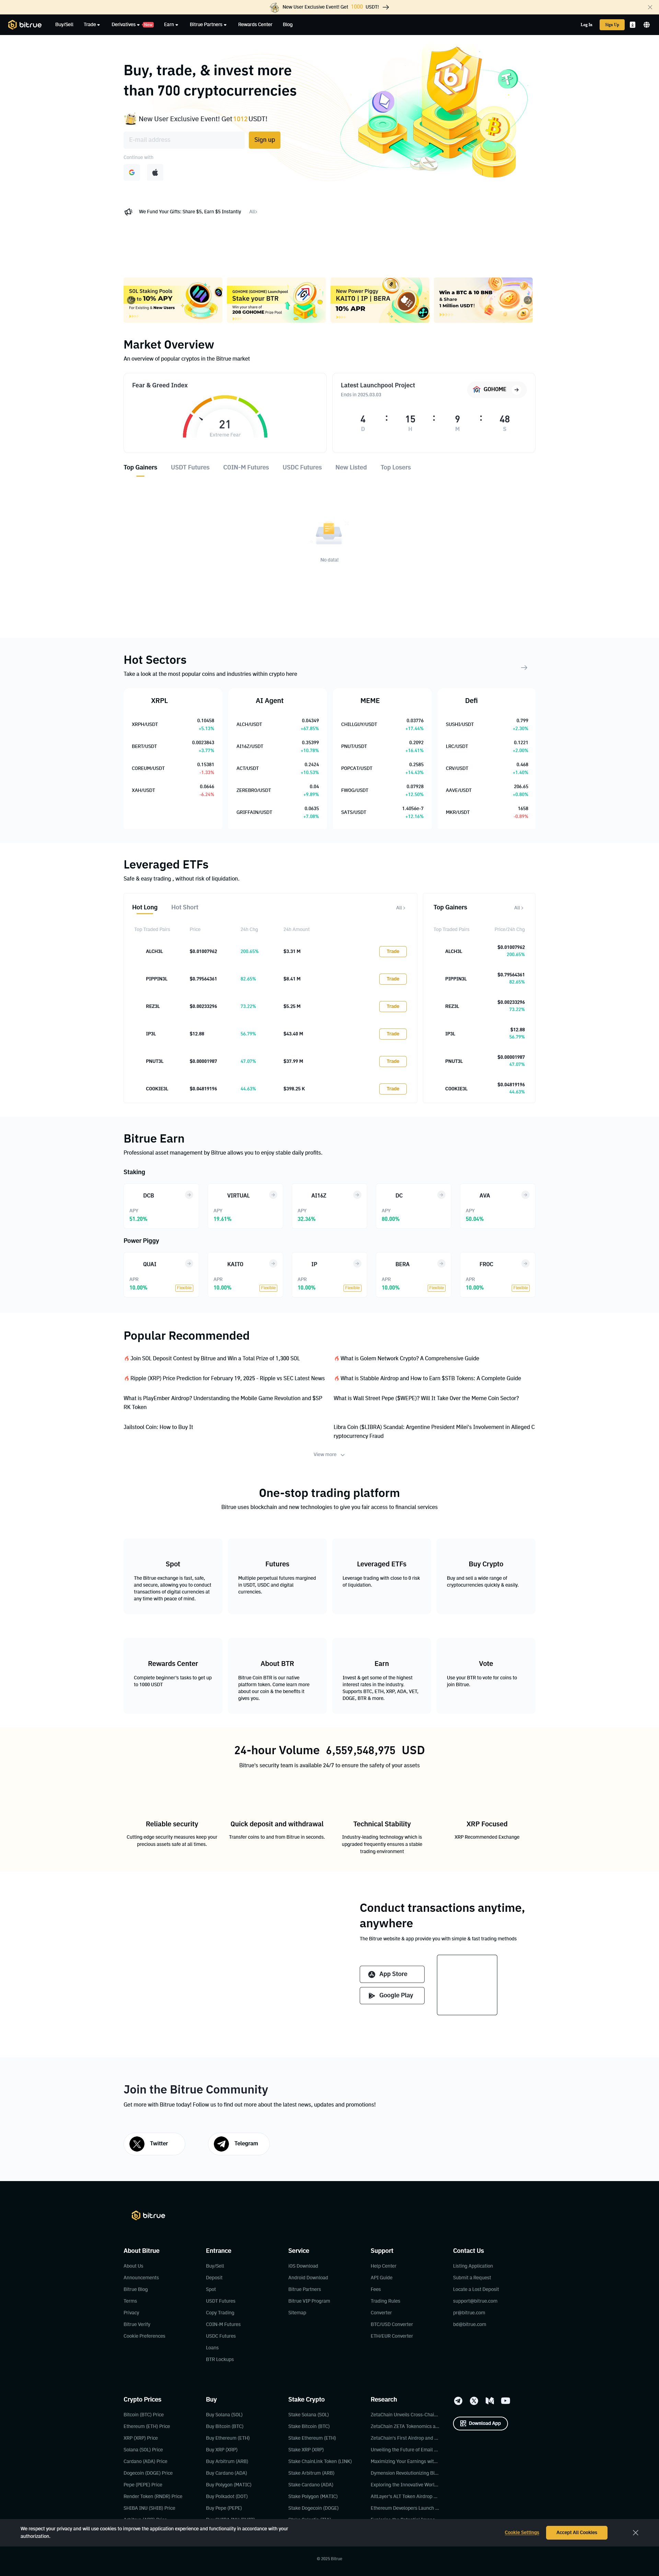 New User Exclusive Event! Get 1000 USDT!
bitrue
Buy/Sell
Trade
Derivatives
Earn
Bitrue Partners
Rewards Center
Blog
Log In
Sign Up
Buy, trade, & invest more
than 700 cryptocurrencies
New User Exclusive Event! Get 1012 USDT!
E-mail address
Sign up
Continue with
We Fund Your Gifts: Share $5, Earn $5 Instantly
All
SOL Staking Pools
Up to 10% APY
For Existing & New Users
GOHOME (GOHOME) Launchpool
Stake your BTR
Win your share of
208 GOHOME Prize Pool
New Power Piggy
KAITO | IP | BERA
10% APR
Win a BTC & 10 BNB
& Share
1 Million USDT!
Market Overview
An overview of popular cryptos in the Bitrue market
Fear & Greed Index
21
Extreme Fear
Latest Launchpool Project
Ends in 2025.03.03
GOHOME
4 : 15 : 9 : 48
D H M S
Top Gainers
USDT Futures
COIN-M Futures
USDC Futures
New Listed
Top Losers
No data!
Hot Sectors
Take a look at the most popular coins and industries within crypto here
XRPL
XRPH/USDT 0.10458
+5.12%
BERT/USDT 0.0023843
+3.77%
COREUM/USDT 0.15381
-1.32%
XAH/USDT 0.0646
-4.24%
AI Agent
ALCH/USDT 0.04349
+67.85%
AI16Z/USDT 0.35399
+10.78%
ACT/USDT 0.2424
+10.53%
ZEREBRO/USDT 0.04
+9.89%
GRIFFAIN/USDT 0.0635
+7.08%
MEME
CHILLGUY/USDT 0.03776
+17.44%
PNUT/USDT 0.2092
+16.41%
POPCAT/USDT 0.2585
+14.43%
FWOG/USDT 0.07928
+12.50%
SATS/USDT 1.4056e-7
+12.16%
Defi
SUSHI/USDT 0.799
+2.30%
LRC/USDT 0.1221
+2.00%
CRV/USDT 0.468
+1.40%
AAVE/USDT 206.65
+0.80%
MKR/USDT 1658
-0.89%
Leveraged ETFs
Safe & easy trading , without risk of liquidation.
Hot Long
Hot Short
All
Top Traded Pairs Price 24h Chg 24h Amount
ALCH3L $0.01007962 200.65% $3.31 M Trade
PIPPIN3L $0.79564361 82.65% $8.41 M Trade
REZ3L $0.00233296 73.22% $5.25 M Trade
IP3L $12.88 56.79% $43.40 M Trade
PNUT3L $0.00001987 47.07% $37.99 M Trade
COOKIE3L $0.04819196 44.63% $398.25 K Trade
Top Gainers
All
Top Traded Pairs Price/24h Chg
ALCH3L $0.01007962
200.65%
PIPPIN3L $0.79564361
82.65%
REZ3L $0.00233296
73.22%
IP3L $12.88
56.79%
PNUT3L $0.00001987
47.07%
COOKIE3L $0.04819196
44.63%
Bitrue Earn
Professional asset management by Bitrue allows you to enjoy stable daily profits.
Staking
DCB
APY
51.20%
VIRTUAL
APY
19.61%
AI16Z
APY
32.36%
DC
APY
80.00%
AVA
APY
50.04%
Power Piggy
QUAI
APR
10.00% Flexible
KAITO
APR
10.00% Flexible
IP
APR
10.00% Flexible
BERA
APR
10.00% Flexible
FROC
APR
10.00% Flexible
Popular Recommended
Join SOL Deposit Contest by Bitrue and Win a Total Prize of 1,300 SOL
What is Golem Network Crypto? A Comprehensive Guide
Ripple (XRP) Price Prediction for February 19, 2025 - Ripple vs SEC Latest News
What is Stabble Airdrop and How to Earn $STB Tokens: A Complete Guide
What is PlayEmber Airdrop? Understanding the Mobile Game Revolution and $SP
RK Token
What is Wall Street Pepe ($WEPE)? Will It Take Over the Meme Coin Sector?
Jailstool Coin: How to Buy It
Libra Coin ($LIBRA) Scandal: Argentine President Milei's Involvement in Alleged C
ryptocurrency Fraud
View more
One-stop trading platform
Bitrue uses blockchain and new technologies to give you fair access to financial services
Spot
The Bitrue exchange is fast, safe,
and secure, allowing you to conduct
transactions of digital currencies at
any time with peace of mind.
Futures
Multiple perpetual futures margined
in USDT, USDC and digital
currencies.
Leveraged ETFs
Leverage trading with close to 0 risk
of liquidation.
Buy Crypto
Buy and sell a wide range of
cryptocurrencies quickly & easily.
Rewards Center
Complete beginner's tasks to get up
to 1000 USDT
About BTR
Bitrue Coin BTR is our native
platform token. Come learn more
about our coin & the benefits it
gives you.
Earn
Invest & get some of the highest
interest rates in the industry.
Supports BTC, ETH, XRP, ADA, VET,
DOGE, BTR & more.
Vote
Use your BTR to vote for coins to
join Bitrue.
24-hour Volume 6,559,548,975 USD
Bitrue's security team is available 24/7 to ensure the safety of your assets
Reliable security
Cutting edge security measures keep your
precious assets safe at all times.
Quick deposit and withdrawal
Transfer coins to and from Bitrue in seconds.
Technical Stability
Industry-leading technology which is
upgraded frequently ensures a stable
trading environment
XRP Focused
XRP Recommended Exchange
Conduct transactions anytime,
anywhere
The Bitrue website & app provide you with simple & fast trading methods
App Store
Google Play
Join the Bitrue Community
Get more with Bitrue today! Follow us to find out more about the latest news, updates and promotions!
Twitter
Telegram
bitrue
About Bitrue
About Us
Announcements
Bitrue Blog
Terms
Privacy
Bitrue Verify
Cookie Preferences
Entrance
Buy/Sell
Deposit
Spot
USDT Futures
Copy Trading
COIN-M Futures
USDC Futures
Loans
BTR Lockups
Service
iOS Download
Android Download
Bitrue Partners
Bitrue VIP Program
Sitemap
Support
Help Center
API Guide
Fees
Trading Rules
Converter
BTC/USD Converter
ETH/EUR Converter
Contact Us
Listing Application
Submit a Request
Locate a Lost Deposit
support@bitrue.com
pr@bitrue.com
bd@bitrue.com
Crypto Prices
Bitcoin (BTC) Price
Ethereum (ETH) Price
XRP (XRP) Price
Solana (SOL) Price
Cardano (ADA) Price
Dogecoin (DOGE) Price
Pepe (PEPE) Price
Render Token (RNDR) Price
SHIBA INU (SHIB) Price
Buy
Buy Solana (SOL)
Buy Bitcoin (BTC)
Buy Ethereum (ETH)
Buy XRP (XRP)
Buy Arbitrum (ARB)
Buy Cardano (ADA)
Buy Polygon (MATIC)
Buy Polkadot (DOT)
Buy Pepe (PEPE)
Stake Crypto
Stake Solana (SOL)
Stake Bitcoin (BTC)
Stake Ethereum (ETH)
Stake XRP (XRP)
Stake ChainLink Token (LINK)
Stake Arbitrum (ARB)
Stake Cardano (ADA)
Stake Polygon (MATIC)
Stake Dogecoin (DOGE)
Research
ZetaChain Unveils Cross-Chai...
ZetaChain ZETA Tokenomics a...
ZetaChain's First Airdrop and ...
Unveiling the Future of Email ...
Maximizing Your Earnings wit...
Dymension Revolutionizing Bl...
Exploring the Innovative Worl...
AltLayer's ALT Token Airdrop ...
Ethereum Developers Launch ...
Download App
We respect your privacy and will use cookies to improve the application experience and functionality in accordance with your
authorization.
Cookie Settings
Accept All Cookies
© 2025 Bitrue